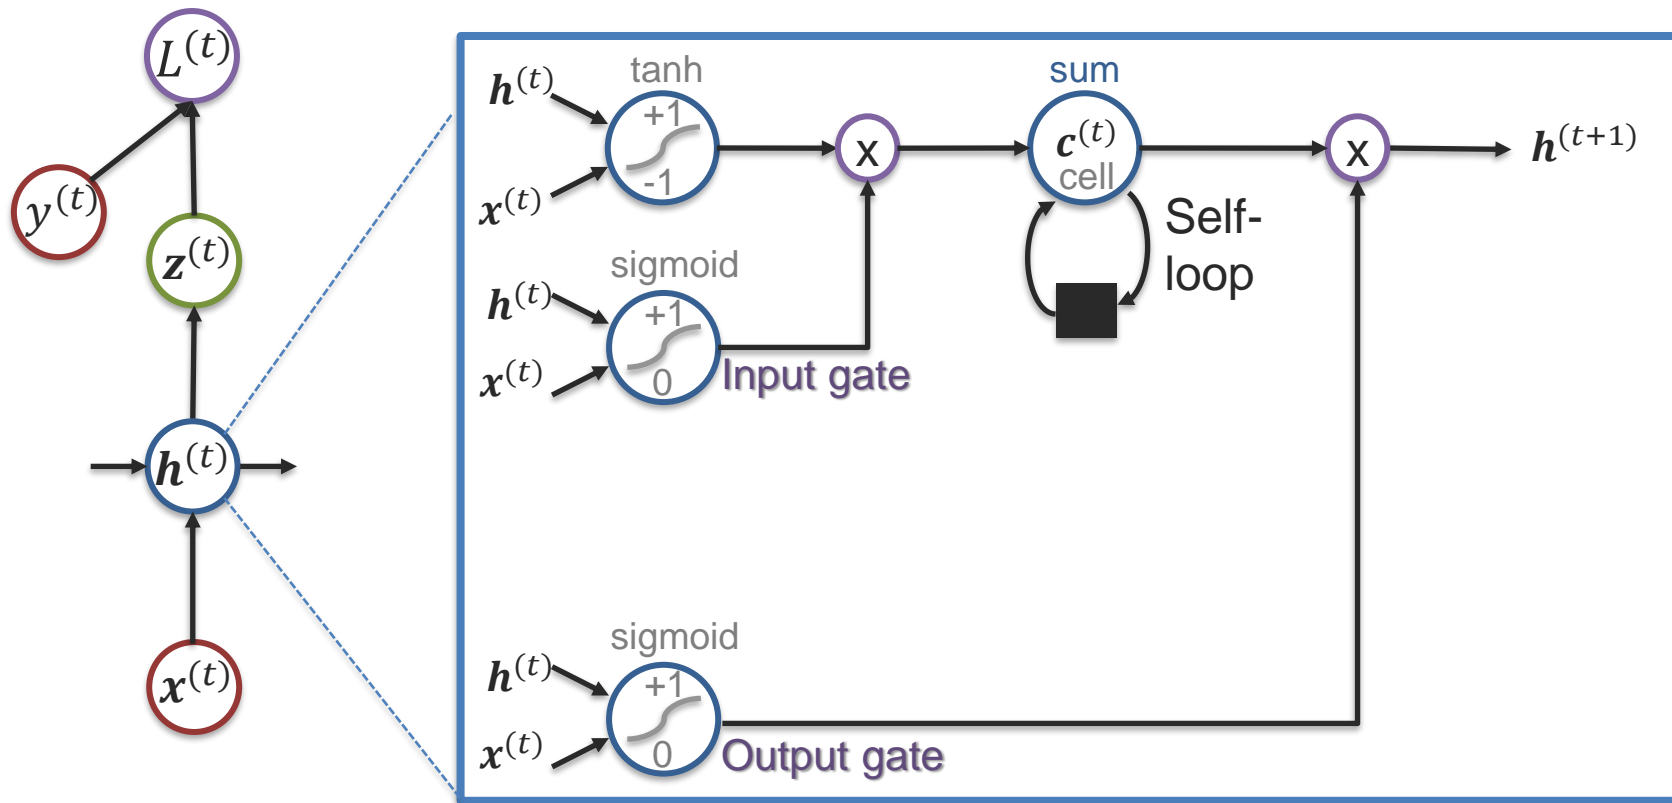 L^(t)
y^(t)
z^(t)
h^(t)
x^(t)
tanh
h^(t)
+1
-1
x^(t)
x
sum
c^(t)
cell
x
h^(t+1)
Self-
loop
sigmoid
h^(t)
+1
0
x^(t)
Input gate
sigmoid
h^(t)
+1
0
x^(t)
Output gate